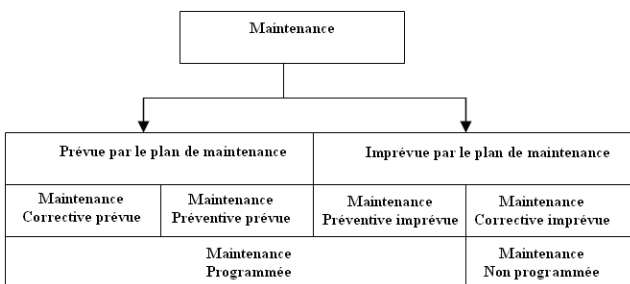 Maintenance
Prévue par le plan de maintenance
Imprévue par le plan de maintenance
Maintenance
Corrective prévue
Maintenance
Préventive prévue
Maintenance
Préventive imprévue
Maintenance
Corrective imprévue
Maintenance
Programmée
Maintenance
Non programmée